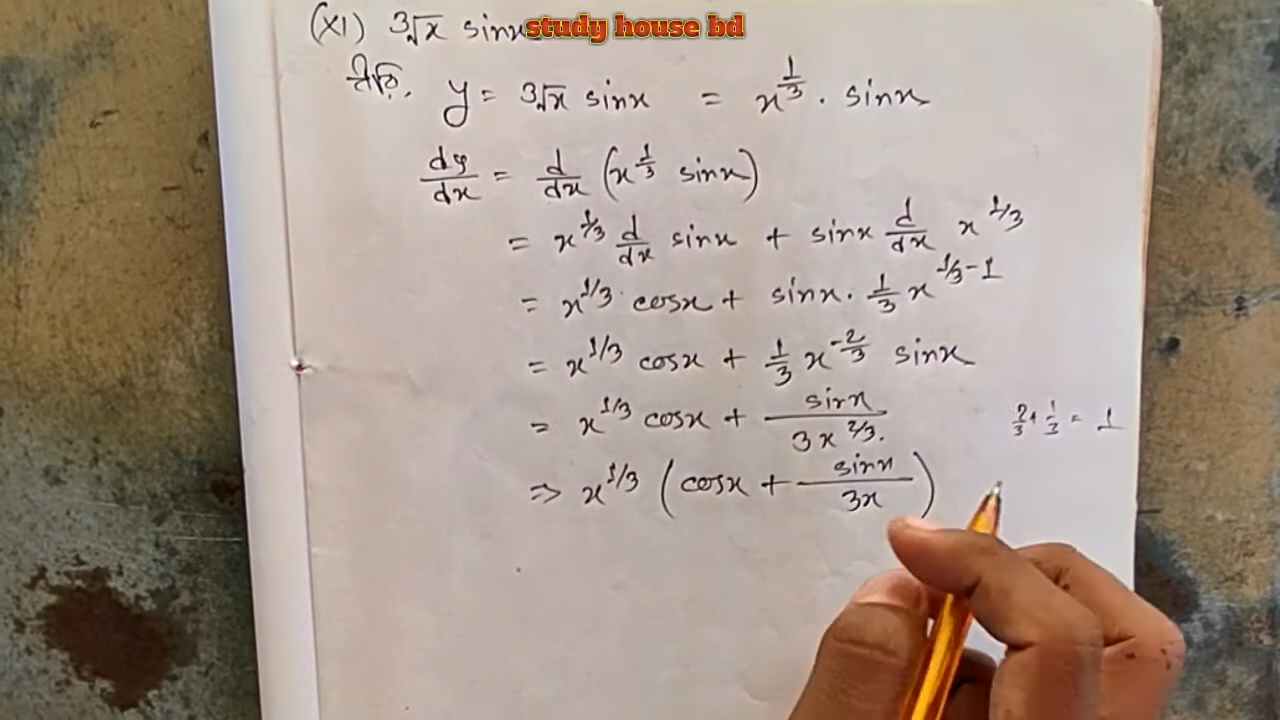 (XI) ∛x sinx
study house bd
ধরি, y = ∛x sinx = x^{1/3} . sinx
dy/dx = d/dx (x^{1/3} sinx)
= x^{1/3} d/dx sinx + sinx d/dx x^{1/3}
= x^{1/3} . cosx + sinx . 1/3 x^{1/3-1}
= x^{1/3} cosx + 1/3 x^{-2/3} sinx
= x^{1/3} cosx + sinx/3x^{2/3}.
2/3 + 1/3 = 1
⇒ x^{1/3} (cosx + sinx/3x)